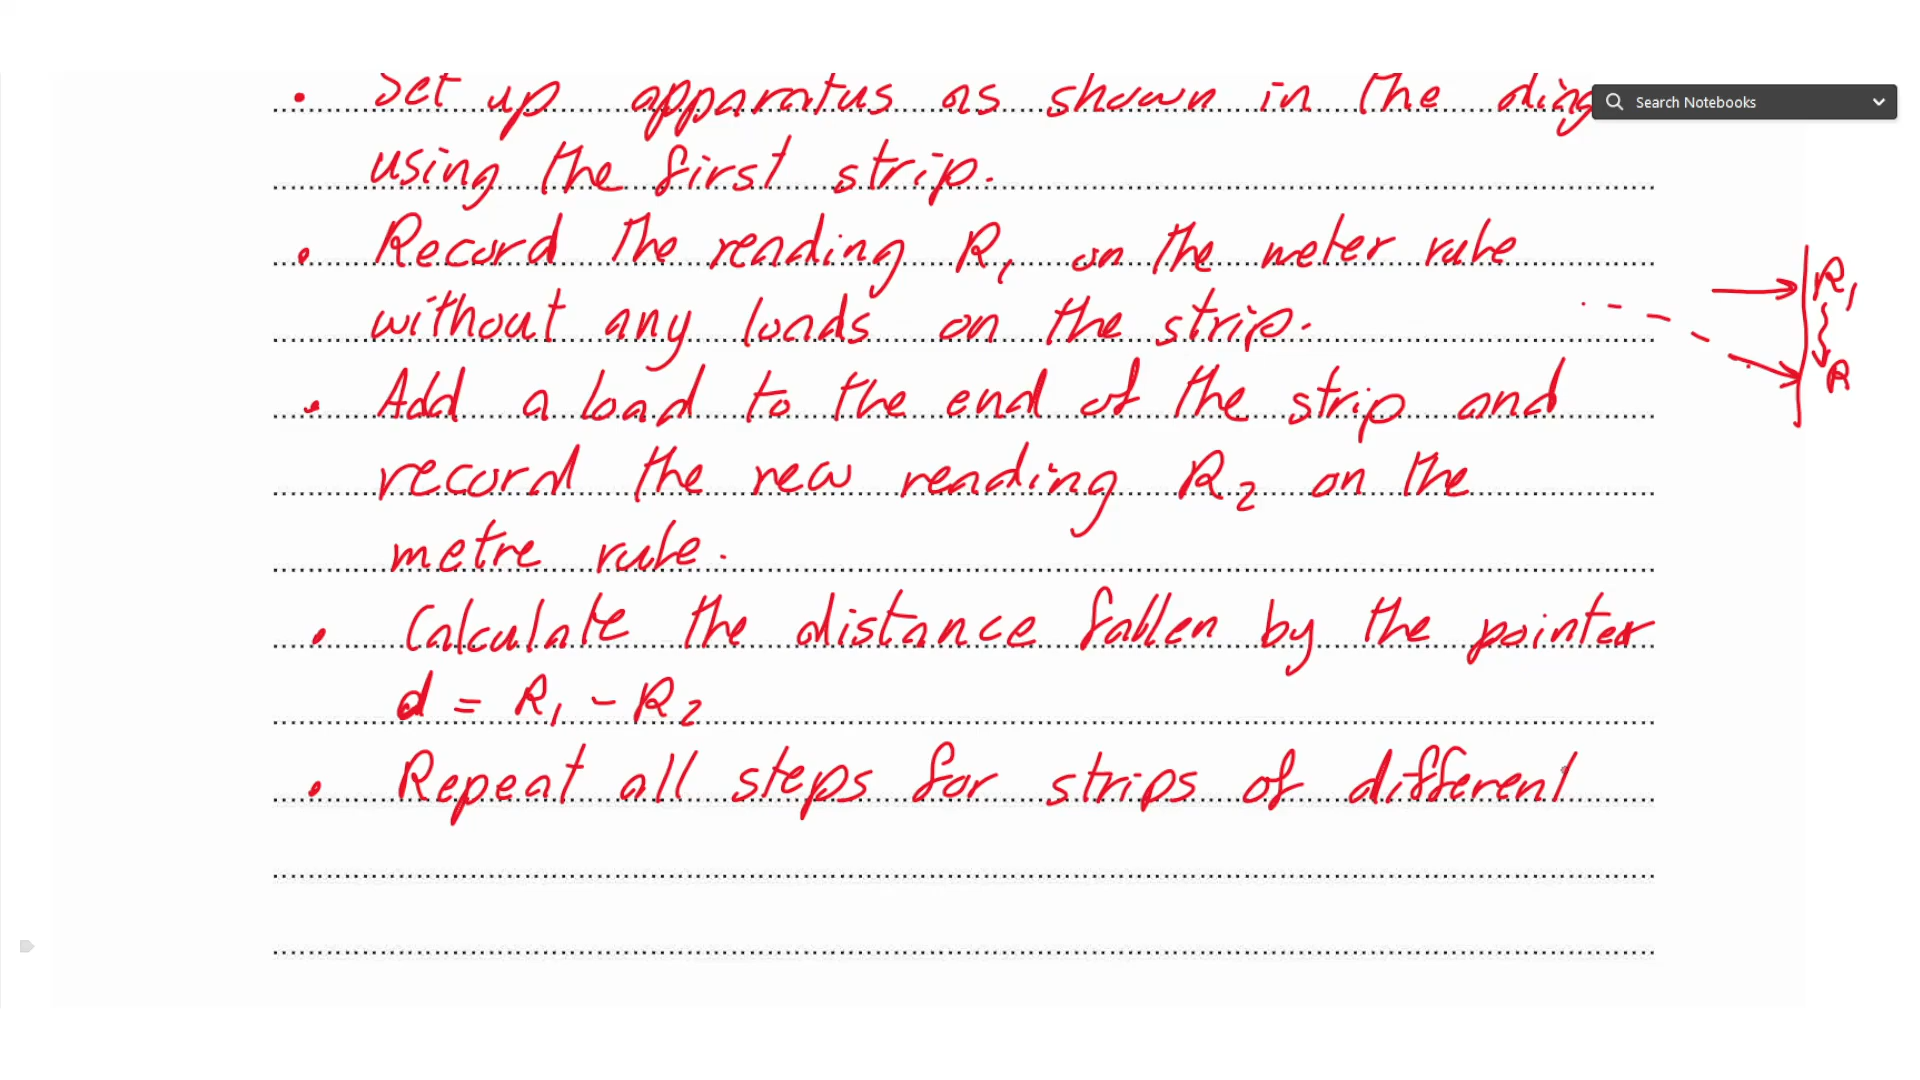 • Set up apparatus as shown in the diag
Search Notebooks
using the first strip.
• Record the reading R₁ on the meter rule
without any loads on the strip.
R₁
R
• Add a load to the end of the strip and
record the new reading R₂ on the
metre rule.
• Calculate the distance fallen by the pointer
d = R₁ - R₂
• Repeat all steps for strips of different